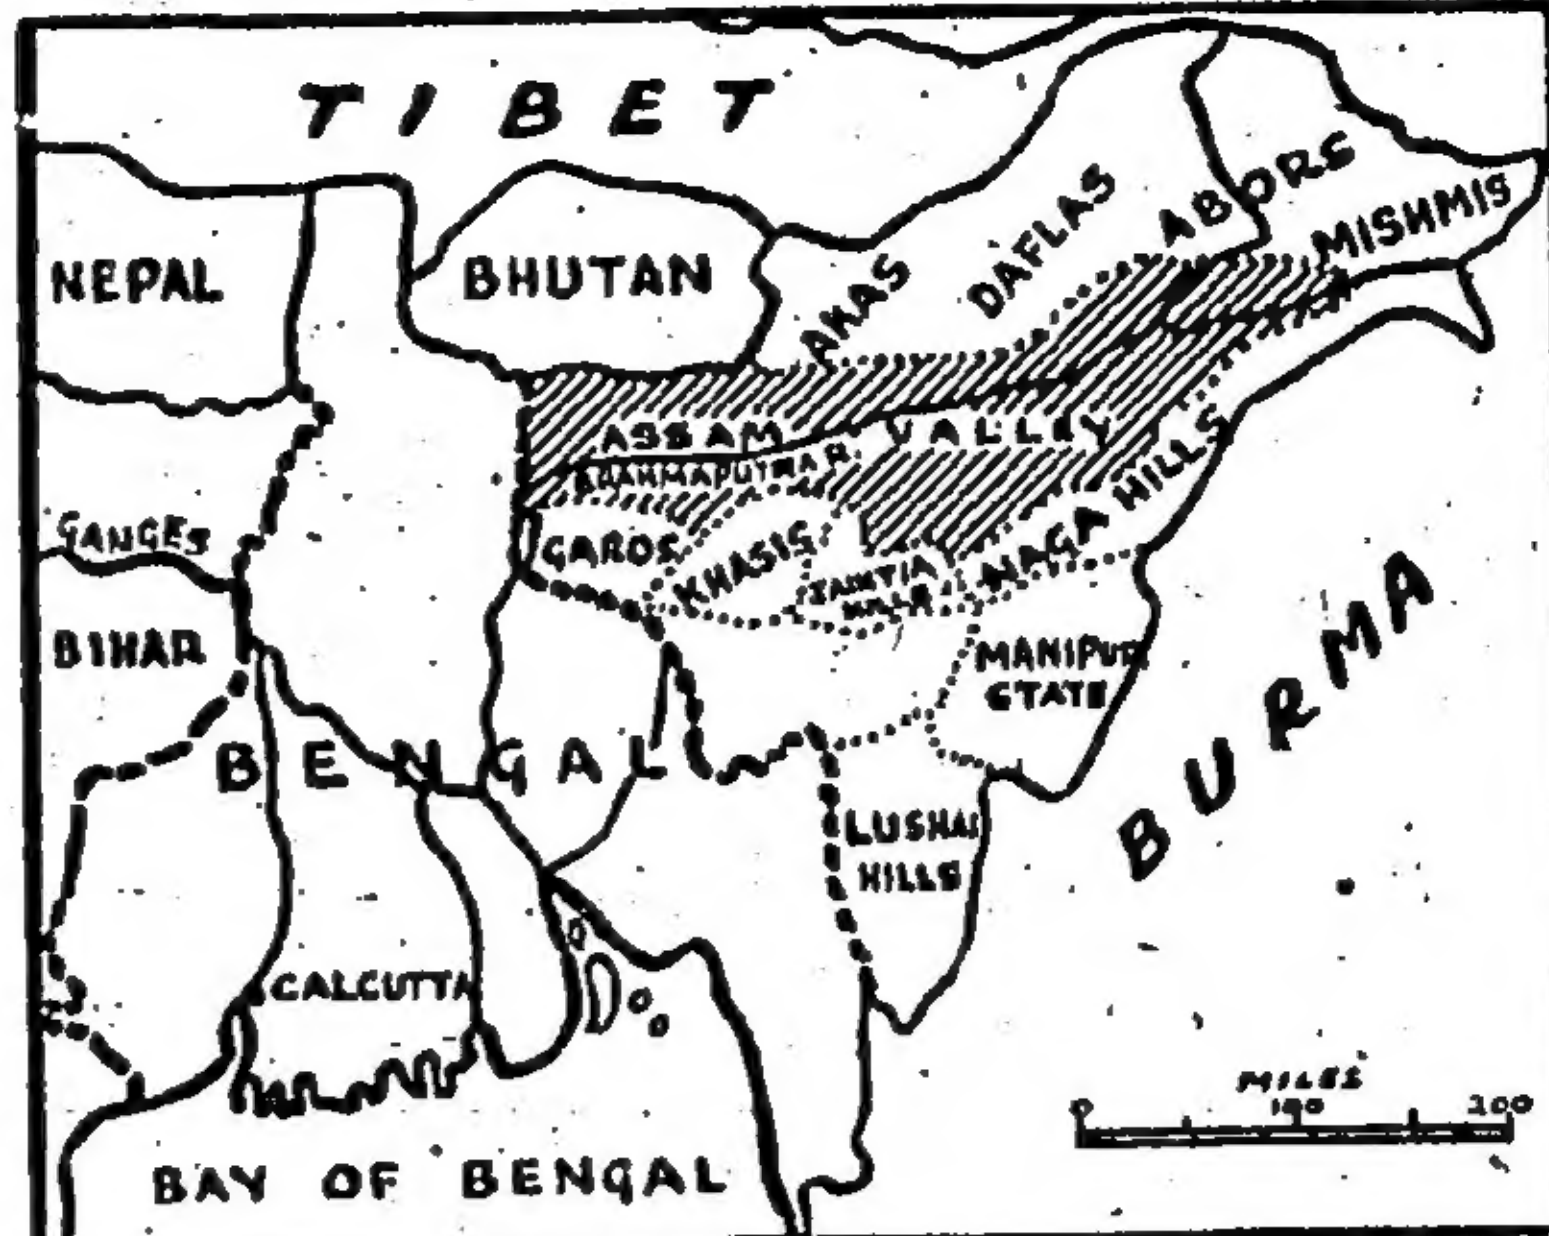 TIBET
NEPAL
BHUTAN
AKAS
DAFLAS
ABORS
MISHMIS
ASSAM VALLEY
BRAHMAPUTRA R.
GANGES
GAROS
KHASIS
JAINTIA
HILLS
NAGA HILLS
BIHAR
MANIPUR
STATE
BENGAL
LUSHAI
HILLS
BURMA
CALCUTTA
MILES
0 100 200
BAY OF BENGAL